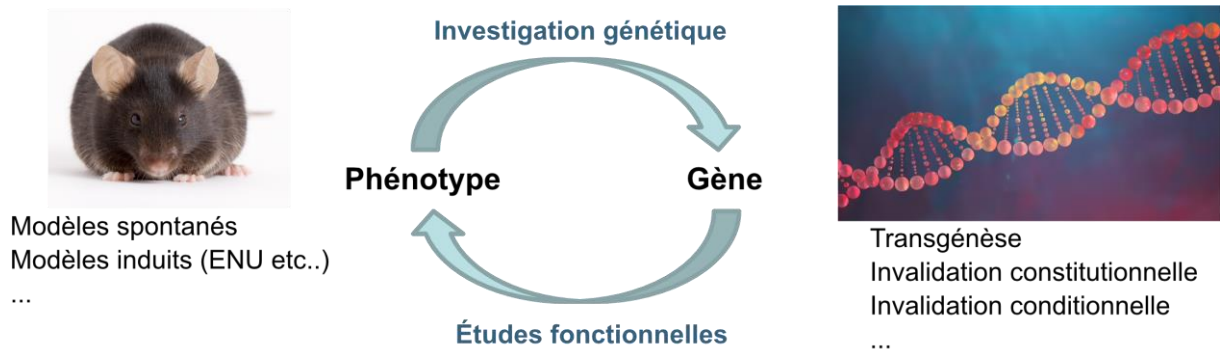 Investigation génétique
Phénotype
Gène
Modèles spontanés
Modèles induits (ENU etc..)
...
Transgénèse
Invalidation constitutionnelle
Invalidation conditionnelle
...
Études fonctionnelles